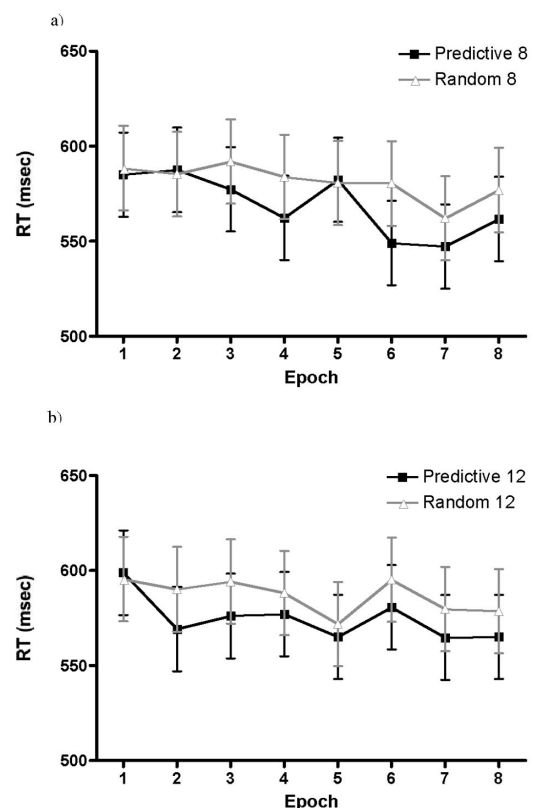 a)
650
600
550
500
RT (msec)
Predictive 8
Random 8
1 2 3 4 5 6 7 8
Epoch
b)
650
600
550
500
RT (msec)
Predictive 12
Random 12
1 2 3 4 5 6 7 8
Epoch